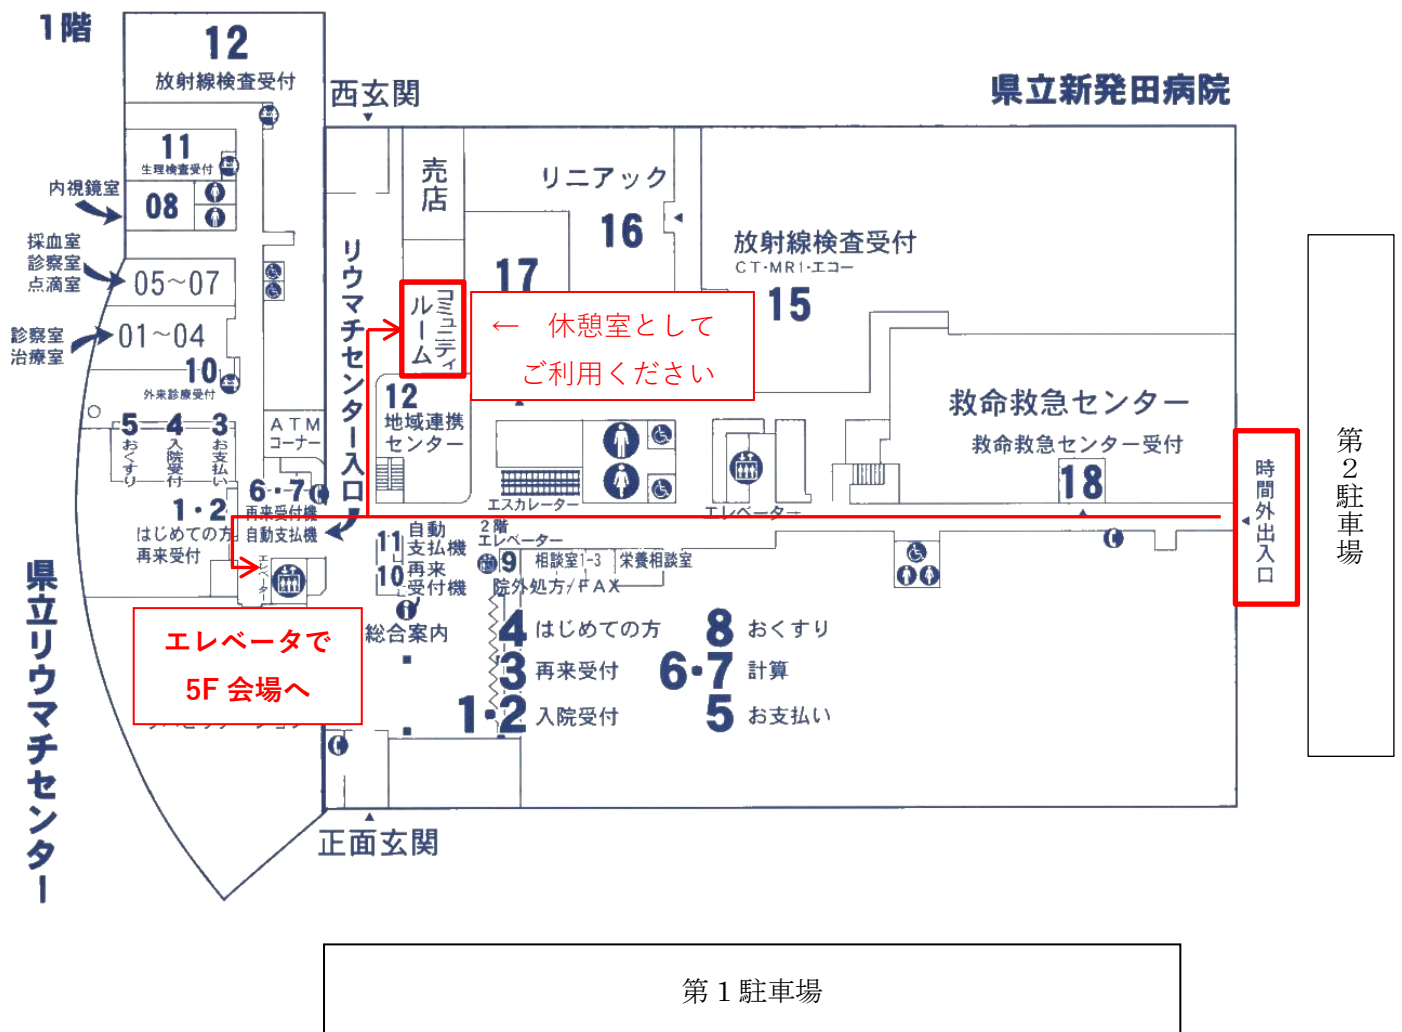 1階
12
放射線検査受付
西玄関
県立新発田病院
11
生理検査受付
内視鏡室
08
採血室
診察室
点滴室
05～07
診察室
治療室
01～04
10
外来診療受付
5
おくすり
4
入院受付
3
お支払い
ATM
コーナー
1・2
はじめての方
再来受付
6・7
再来受付機
自動支払機
エレベーター
リウマチセンター入口
売店
コミュニティ
ルーム
リニアック
16
17
← 休憩室として
ご利用ください
放射線検査受付
CT・MRI・エコー
15
12
地域連携
センター
エスカレーター
エレベーター
救命救急センター
救命救急センター受付
18
時間外出入口
第2駐車場
11
自動
支払機
10
再来
受付機
総合案内
2階
エレベーター
9
相談室1-3
栄養相談室
院外処方/FAX
4 はじめての方
3 再来受付
1・2 入院受付
8 おくすり
6・7 計算
5 お支払い
エレベータで
5F 会場へ
県立リウマチセンター
正面玄関
第1駐車場